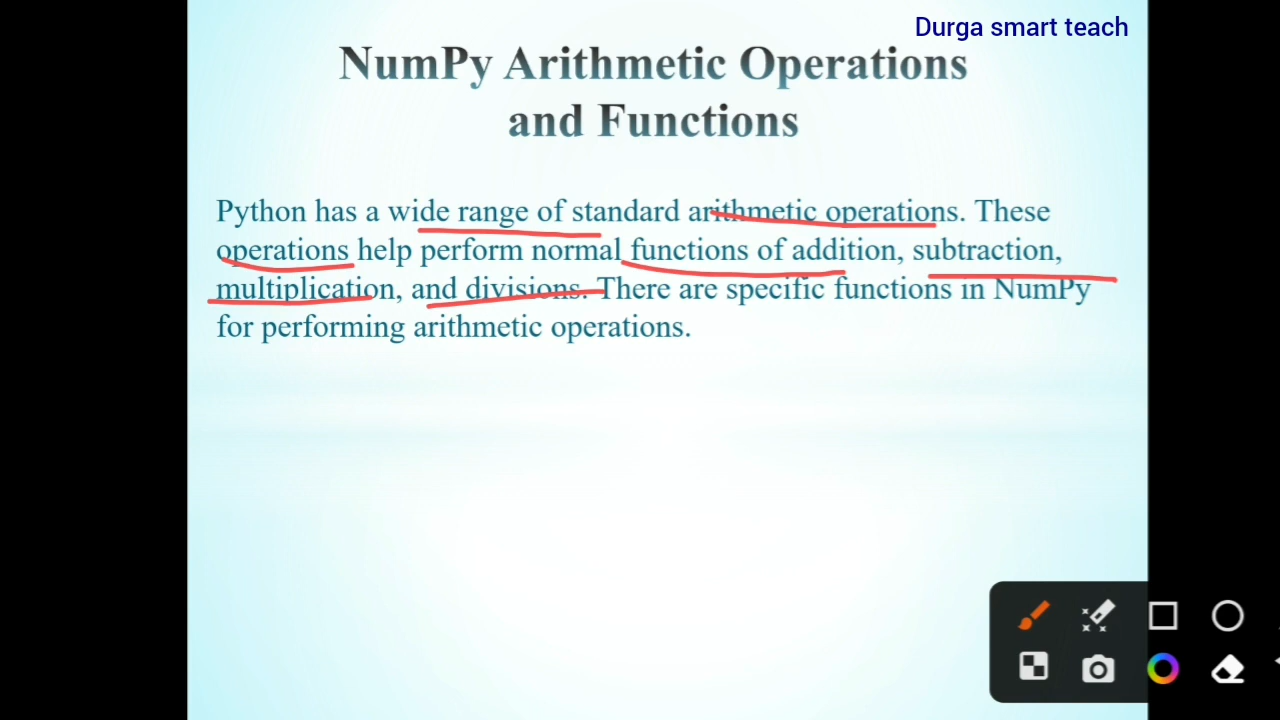 Durga smart teach
NumPy Arithmetic Operations
and Functions
Python has a wide range of standard arithmetic operations. These
operations help perform normal functions of addition, subtraction,
multiplication, and divisions. There are specific functions in NumPy
for performing arithmetic operations.